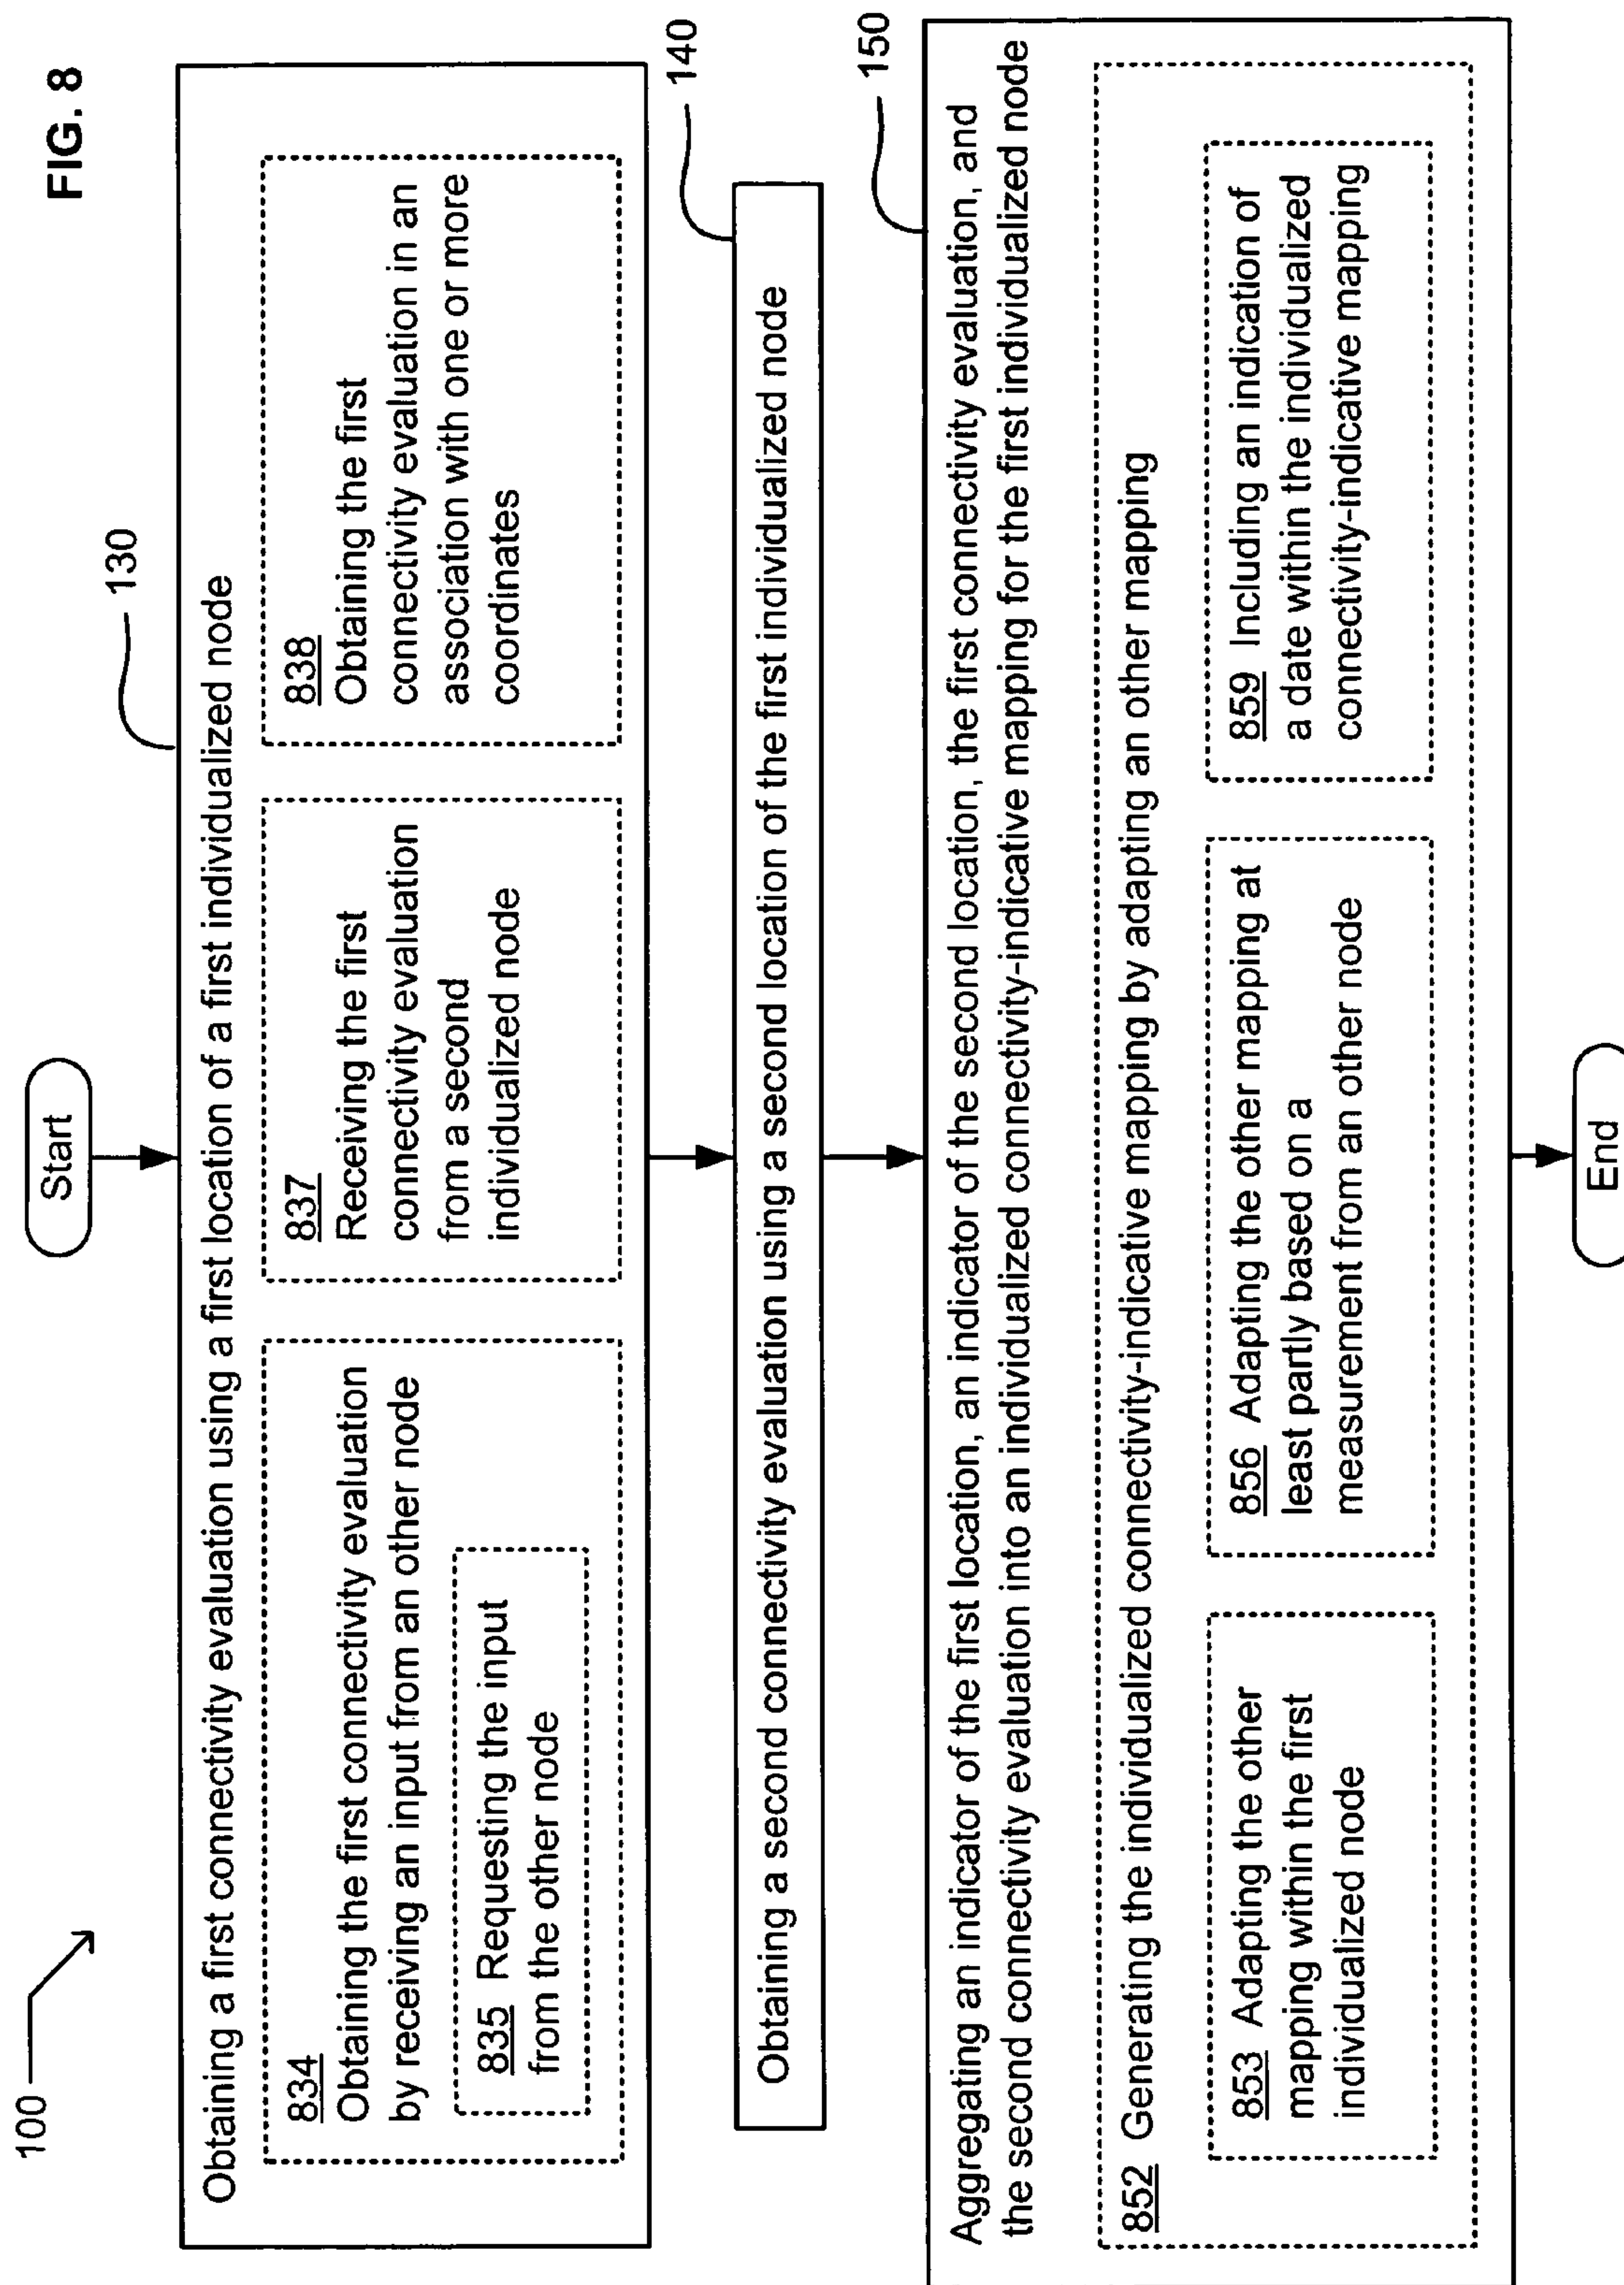 100
FIG. 8
Start
130
Obtaining a first connectivity evaluation using a first location of a first individualized node
834
Obtaining the first connectivity evaluation
by receiving an input from an other node
835 Requesting the input
from the other node
837
Receiving the first
connectivity evaluation
from a second
individualized node
838
Obtaining the first
connectivity evaluation in an
association with one or more
coordinates
140
Obtaining a second connectivity evaluation using a second location of the first individualized node
150
Aggregating an indicator of the first location, an indicator of the second location, the first connectivity evaluation, and
the second connectivity evaluation into an individualized connectivity-indicative mapping for the first individualized node
852 Generating the individualized connectivity-indicative mapping by adapting an other mapping
853 Adapting the other
mapping within the first
individualized node
856 Adapting the other mapping at
least partly based on a
measurement from an other node
859 Including an indication of
a date within the individualized
connectivity-indicative mapping
End